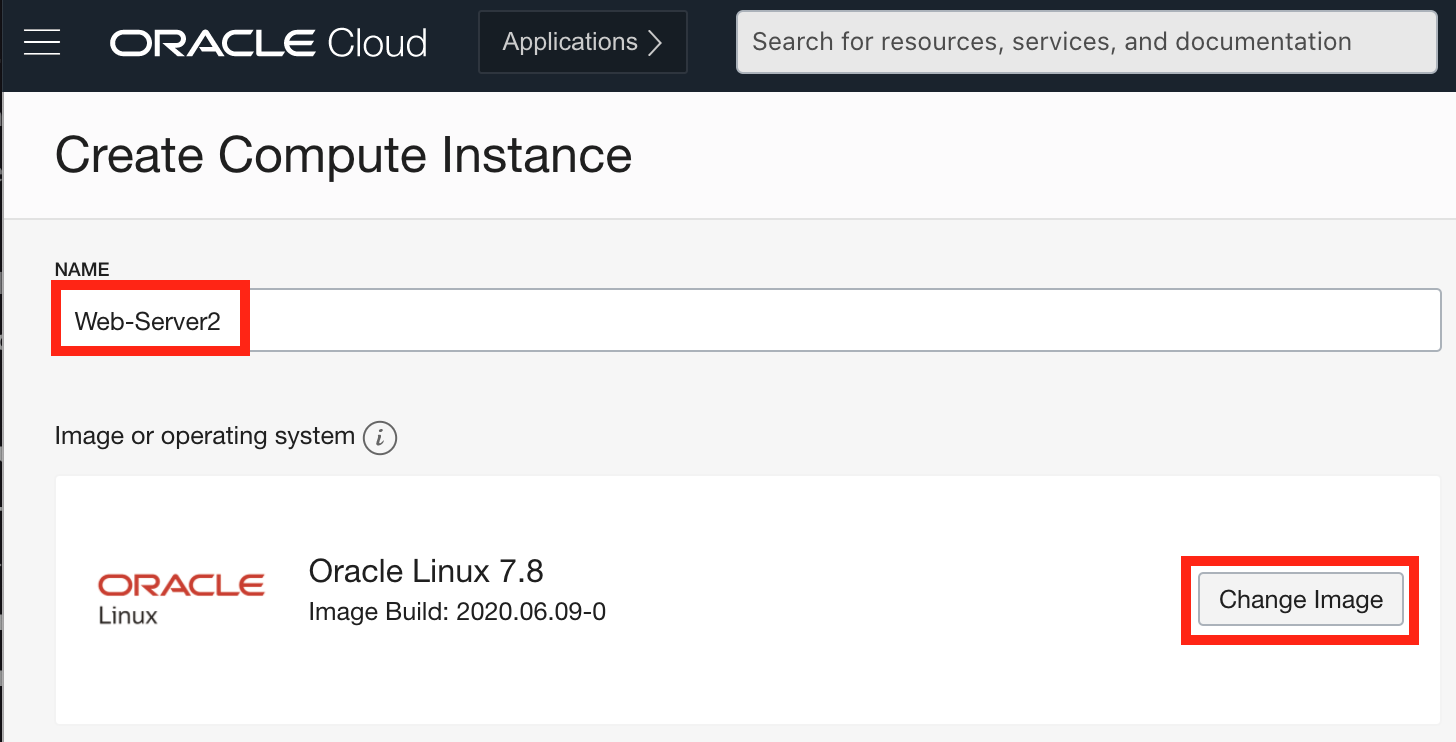 ORACLE Cloud
Applications
Search for resources, services, and documentation
Create Compute Instance
NAME
Web-Server2
Image or operating system i
ORACLE
Linux
Oracle Linux 7.8
Image Build: 2020.06.09-0
Change Image